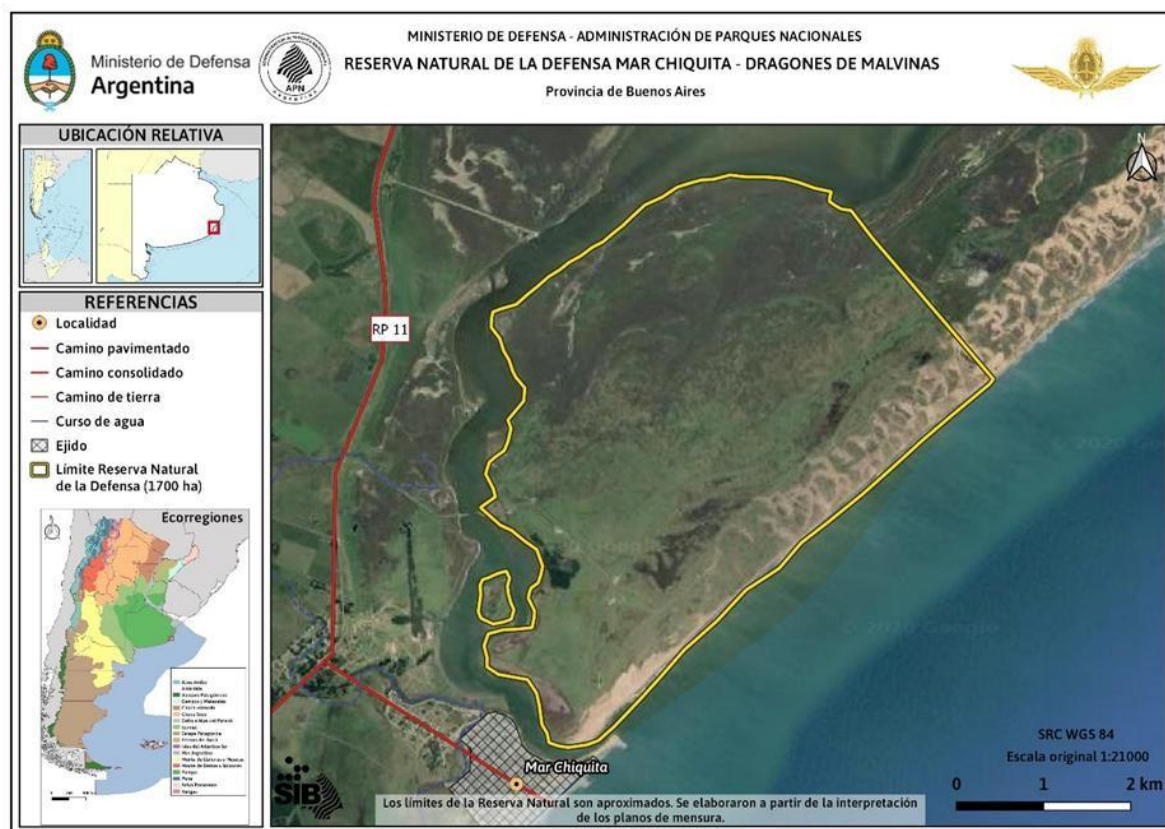 MINISTERIO DE DEFENSA - ADMINISTRACIÓN DE PARQUES NACIONALES
RESERVA NATURAL DE LA DEFENSA MAR CHIQUITA - DRAGONES DE MALVINAS
Provincia de Buenos Aires
Ministerio de Defensa
Argentina
APN
UBICACIÓN RELATIVA
REFERENCIAS
Localidad
Camino pavimentado
Camino consolidado
Camino de tierra
Curso de agua
Ejido
Límite Reserva Natural
de la Defensa (1700 ha)
Ecorregiones
N
RP 11
Mar Chiquita
SIB
SRC WGS 84
Escala original 1:21000
0 1 2 km
Los límites de la Reserva Natural son aproximados. Se elaboraron a partir de la interpretación
de los planos de mensura.